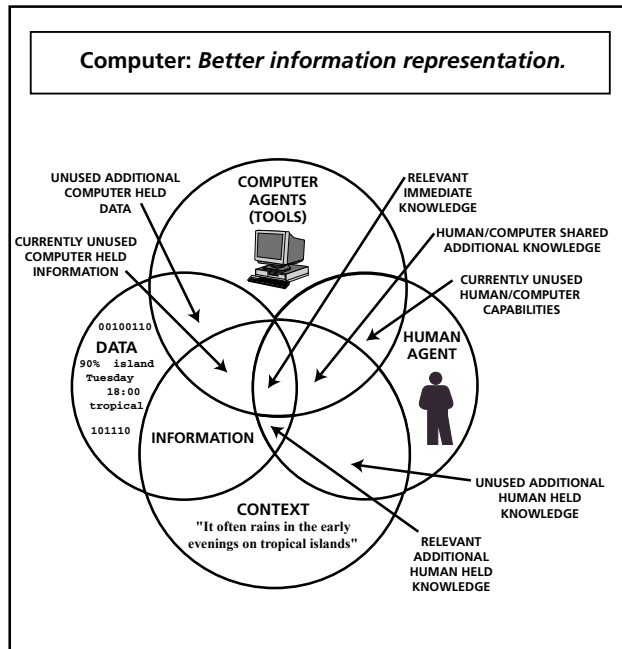 Computer: Better information representation.
UNUSED ADDITIONAL
COMPUTER HELD
DATA
COMPUTER
AGENTS
(TOOLS)
RELEVANT
IMMEDIATE
KNOWLEDGE
CURRENTLY UNUSED
COMPUTER HELD
INFORMATION
HUMAN/COMPUTER SHARED
ADDITIONAL KNOWLEDGE
CURRENTLY UNUSED
HUMAN/COMPUTER
CAPABILITIES
00100110
DATA
90% island
Tuesday
18:00
tropical
101110
HUMAN
AGENT
INFORMATION
CONTEXT
"It often rains in the early
evenings on tropical islands"
UNUSED ADDITIONAL
HUMAN HELD
KNOWLEDGE
RELEVANT
ADDITIONAL
HUMAN HELD
KNOWLEDGE